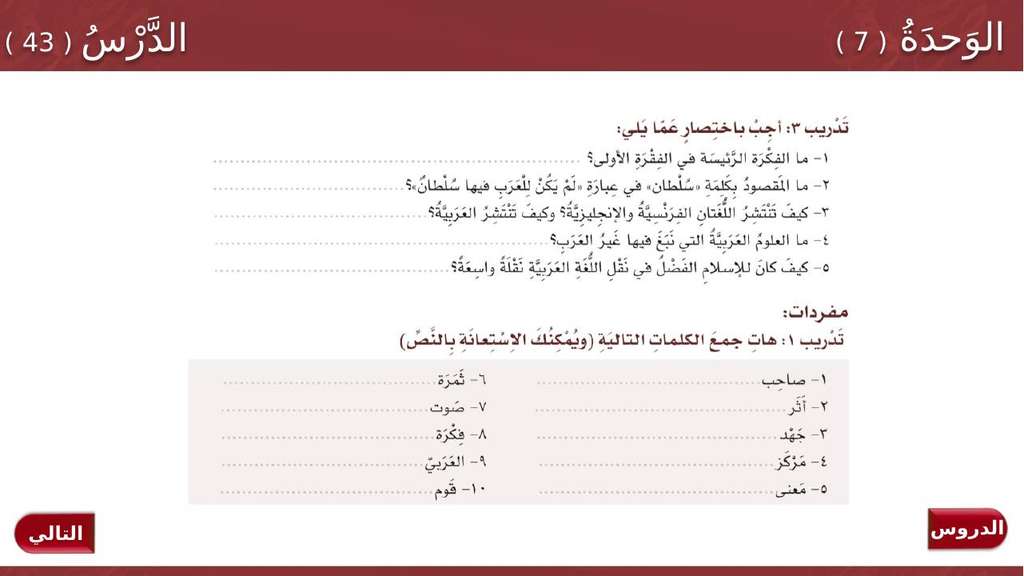 الوَحدَةُ ( 7 )
الدَّرْسُ ( 43 )
تَدْريب ٣: أجِبْ باختِصارٍ عَمّا يَلي:
١- ما الفِكْرَة الرَّئيسَة في الفِقْرَةِ الأولى؟
٢- ما المَقصودُ بِكَلِمَةِ «سُلْطان» في عِبارَةِ «لَمْ يَكُنْ لِلْعَرَبِ فيها سُلْطانٌ»؟
٣- كيفَ تَنْتَشِرُ اللُّغَتانِ الفِرَنْسِيَّةُ والإنجِليزِيَّةُ؟ وكيفَ تَنْتَشِرُ العَرَبِيَّةُ؟
٤- ما العلومُ العَرَبِيَّةُ التي نَبَغَ فيها غَيرُ العَرَبِ؟
٥- كيفَ كانَ للإسلامِ الفَضْلُ في نَقْلِ اللُّغَةِ العَرَبِيَّةِ نَقْلَةً واسِعَةً؟
مفردات:
تَدْريب ١: هاتِ جمعَ الكلماتِ التاليَةِ (ويُمْكِنُكَ الاِسْتِعانَةِ بِالنَّصِّ)
١- صاحِب
٢- أَثَر
٣- جَهْد
٤- مَرْكَز
٥- مَعنى
٦- ثَمَرَة
٧- صَوت
٨- فِكْرَة
٩- العَرَبيّ
١٠- قَوم
الدروس
التالي